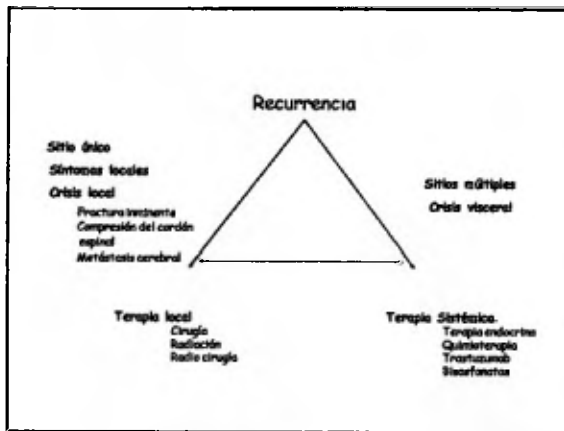 Recurrencia
Sitio único
Síntomas locales
Crisis local
Fractura inminente
Compresión del cordón
espinal
Metástasis cerebral
Sitios múltiples
Crisis visceral
Terapia local
Cirugía
Radiación
Radio cirugía
Terapia Sistémica.
Terapia endocrina
Quimioterapia
Trastuzumab